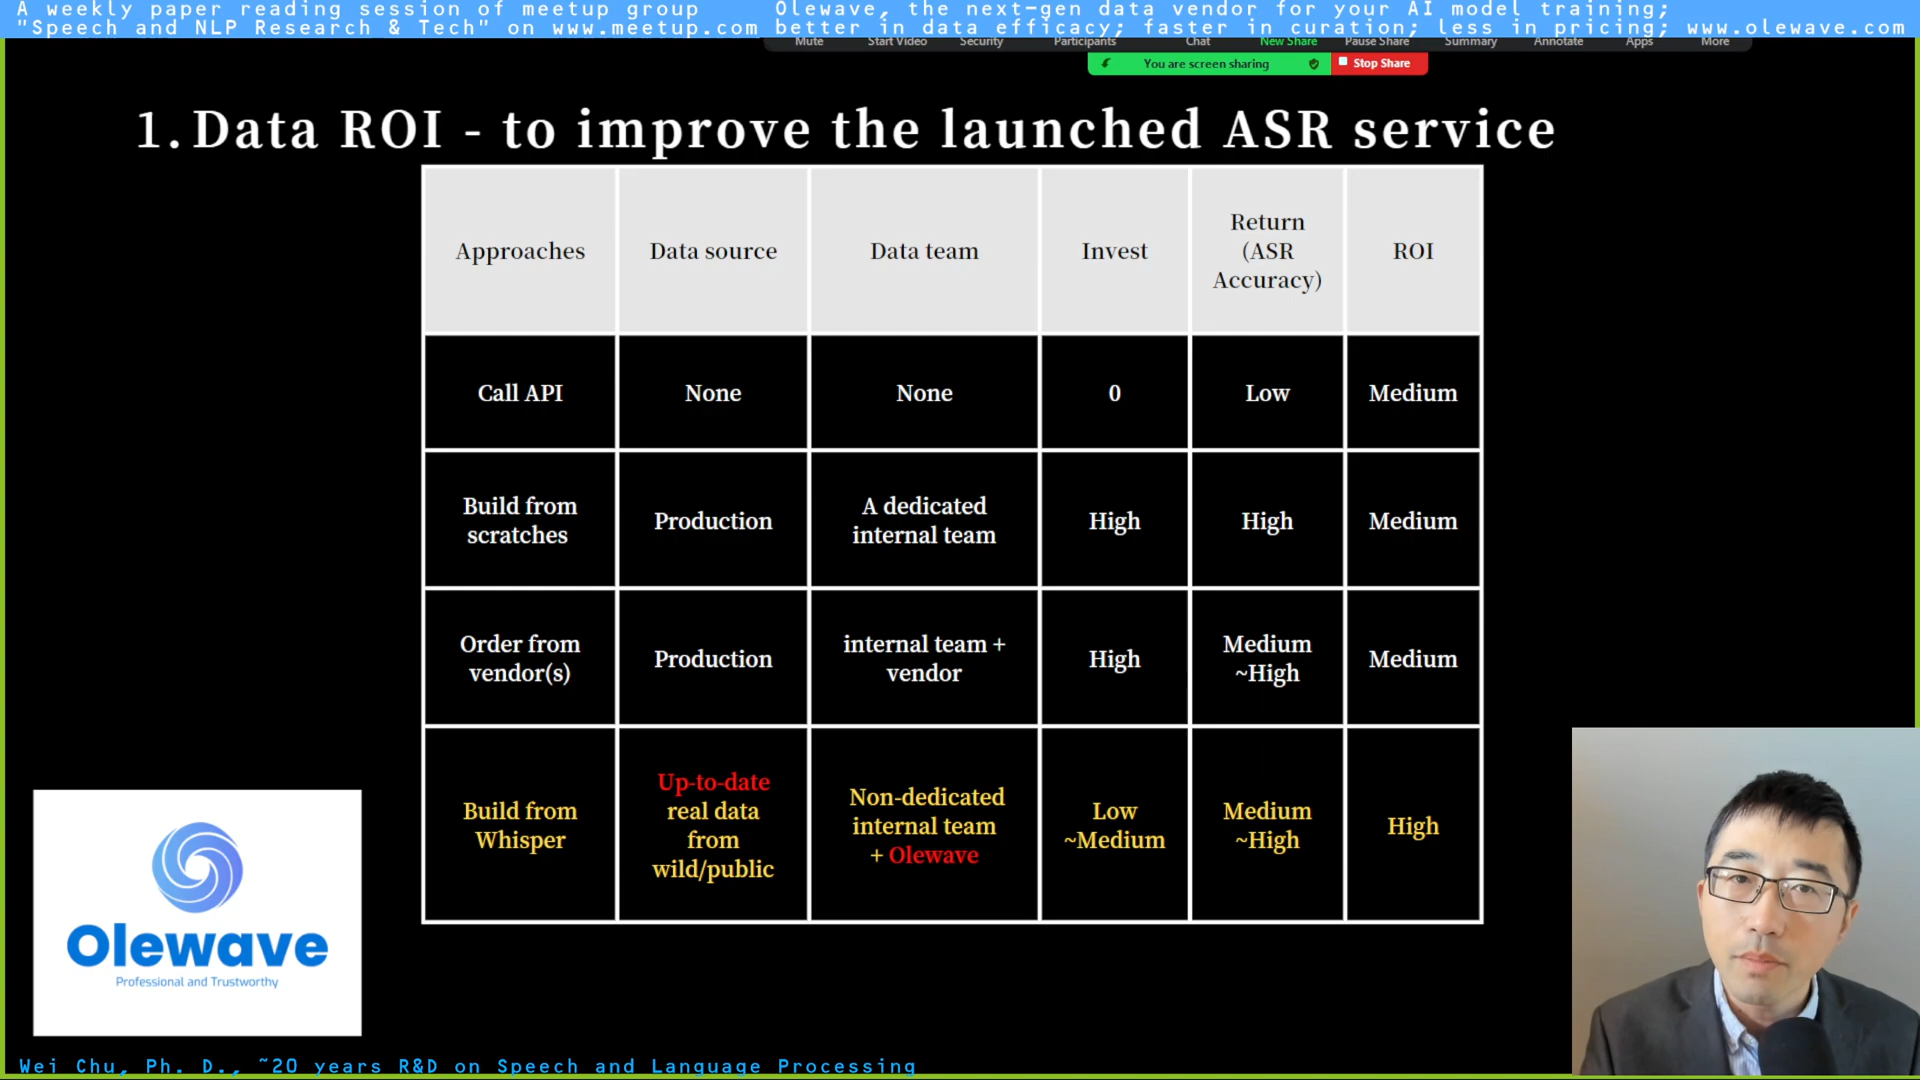 A weekly paper reading session of meetup group
"Speech and NLP Research & Tech" on www.meetup.com
Olewave, the next-gen data vendor for your AI model training;
better in data efficacy; faster in curation; less in pricing; www.olewave.com
Mute Start Video Security Participants Chat New Share Pause Share Summary Annotate Apps More
You are screen sharing Stop Share
1. Data ROI - to improve the launched ASR service
Approaches
Data source
Data team
Invest
Return
(ASR
Accuracy)
ROI
Call API
None
None
0
Low
Medium
Build from
scratches
Production
A dedicated
internal team
High
High
Medium
Order from
vendor(s)
Production
internal team +
vendor
High
Medium
~High
Medium
Build from
Whisper
Up-to-date
real data
from
wild/public
Non-dedicated
internal team
+ Olewave
Low
~Medium
Medium
~High
High
Olewave
Professional and Trustworthy
Wei Chu, Ph. D., ~20 years R&D on Speech and Language Processing